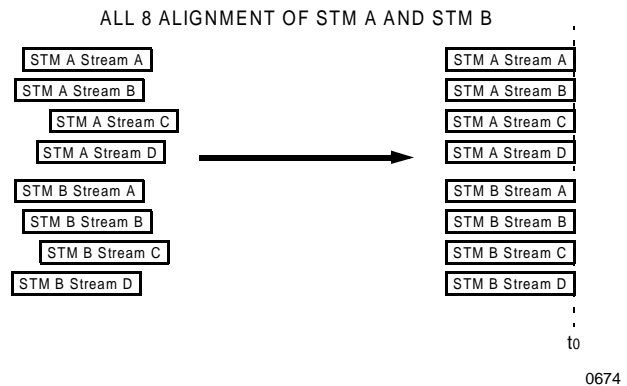 ALL 8 ALIGNMENT OF STM A AND STM B
STM A Stream A
STM A Stream B
STM A Stream C
STM A Stream D
STM B Stream A
STM B Stream B
STM B Stream C
STM B Stream D
STM A Stream A
STM A Stream B
STM A Stream C
STM A Stream D
STM B Stream A
STM B Stream B
STM B Stream C
STM B Stream D
t0
0674